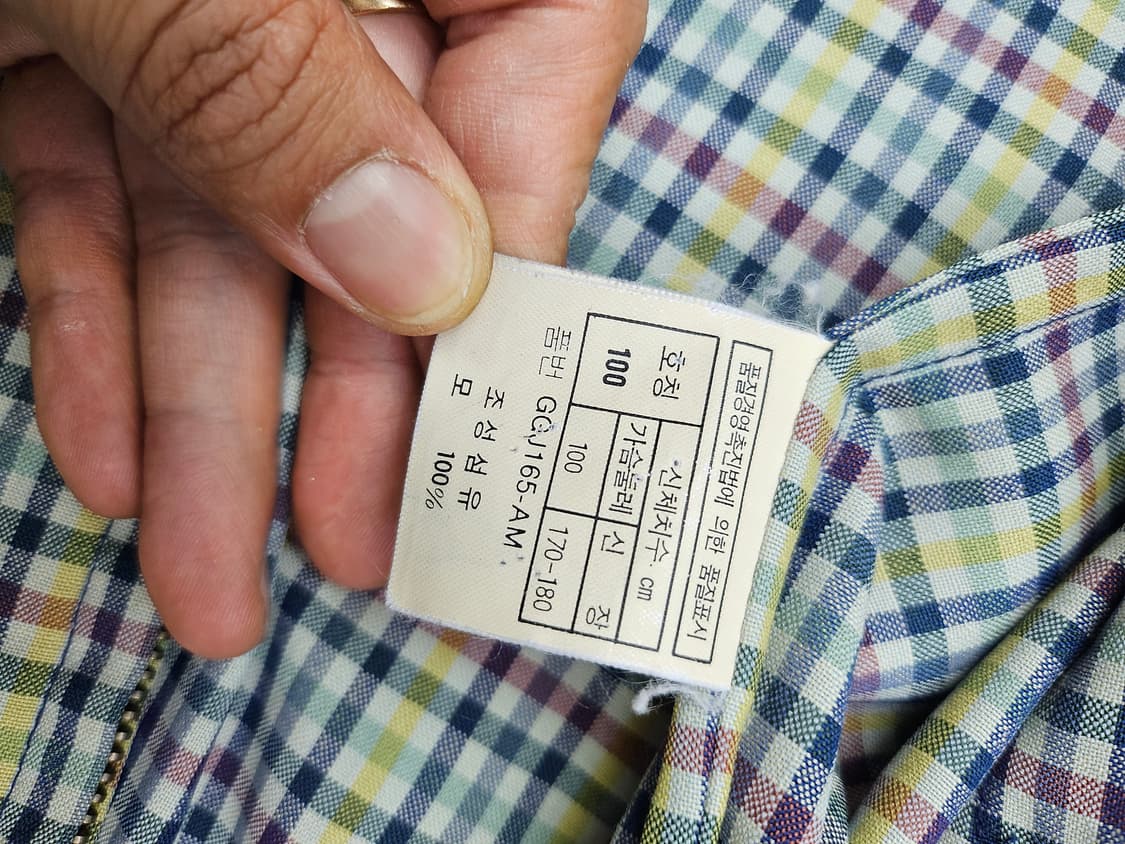 품질경영촉진법에 의한 품질표시
호칭 신체치수 cm
가슴둘레 신장
100 100 170-180
품번 GGJ165-AM
조성섬유
모 100%